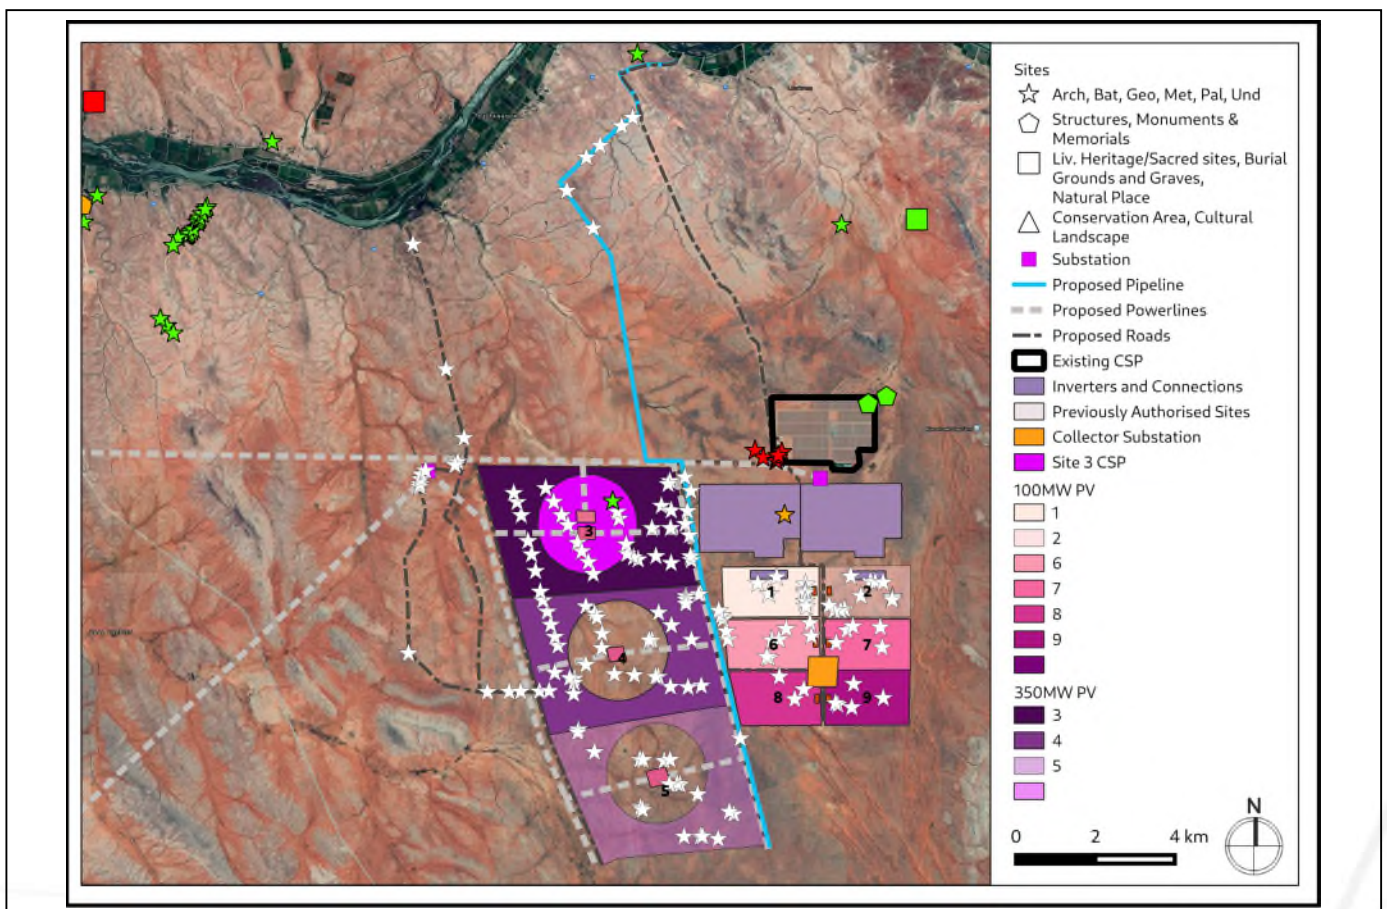 Sites
Arch, Bat, Geo, Met, Pal, Und
Structures, Monuments &
Memorials
Liv. Heritage/Sacred sites, Burial
Grounds and Graves,
Natural Place
Conservation Area, Cultural
Landscape
Substation
Proposed Pipeline
Proposed Powerlines
Proposed Roads
Existing CSP
Inverters and Connections
Previously Authorised Sites
Collector Substation
Site 3 CSP
100MW PV
1
2
6
7
8
9
350MW PV
3
4
5
N
0 2 4 km
3
1 2
4
6 7
8 9
5